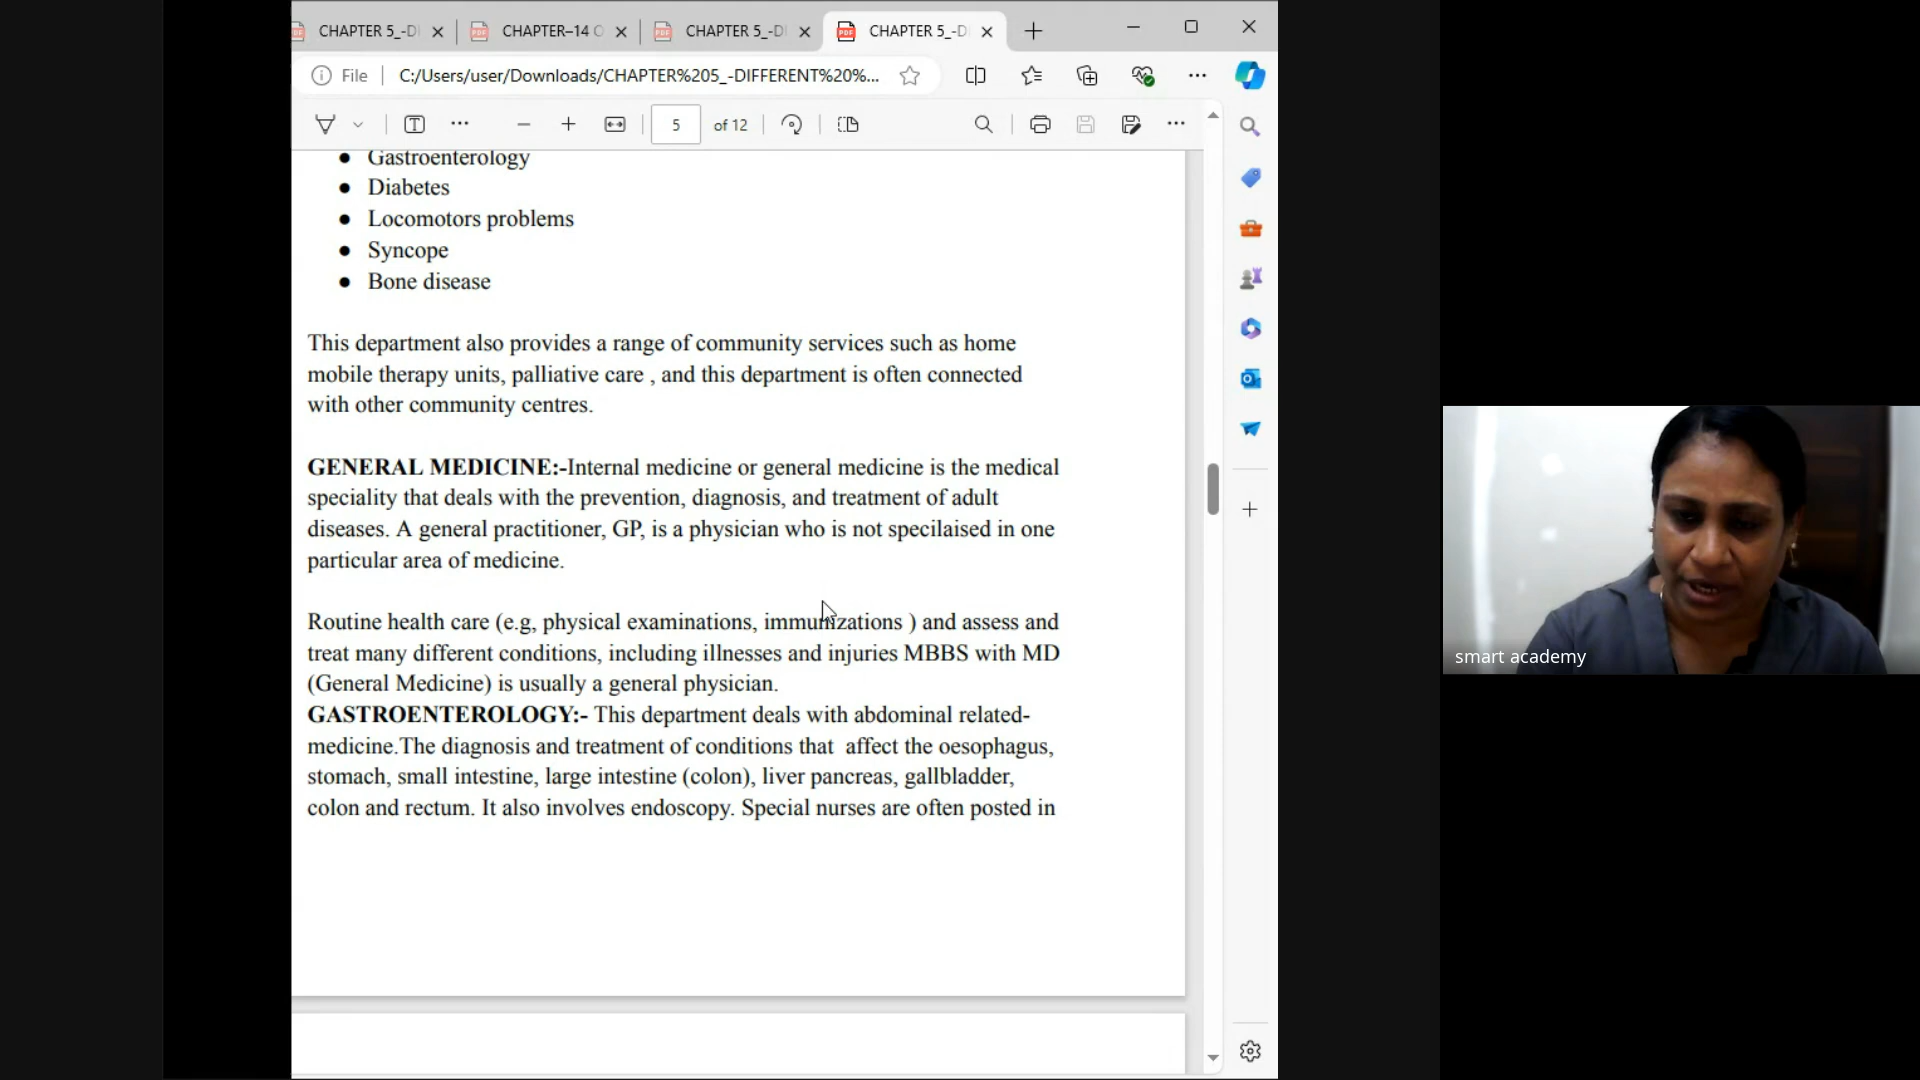 CHAPTER 5_-DI
CHAPTER–14 O
CHAPTER 5_-DI
CHAPTER 5_-D
File
C:/Users/user/Downloads/CHAPTER%205_-DIFFERENT%20%...
5 of 12
● Gastroenterology
● Diabetes
● Locomotors problems
● Syncope
● Bone disease
This department also provides a range of community services such as home
mobile therapy units, palliative care , and this department is often connected
with other community centres.
GENERAL MEDICINE:-Internal medicine or general medicine is the medical
speciality that deals with the prevention, diagnosis, and treatment of adult
diseases. A general practitioner, GP, is a physician who is not specilaised in one
particular area of medicine.
Routine health care (e.g, physical examinations, immunizations ) and assess and
treat many different conditions, including illnesses and injuries MBBS with MD
(General Medicine) is usually a general physician.
GASTROENTEROLOGY:- This department deals with abdominal related-
medicine.The diagnosis and treatment of conditions that  affect the oesophagus,
stomach, small intestine, large intestine (colon), liver pancreas, gallbladder,
colon and rectum. It also involves endoscopy. Special nurses are often posted in
smart academy